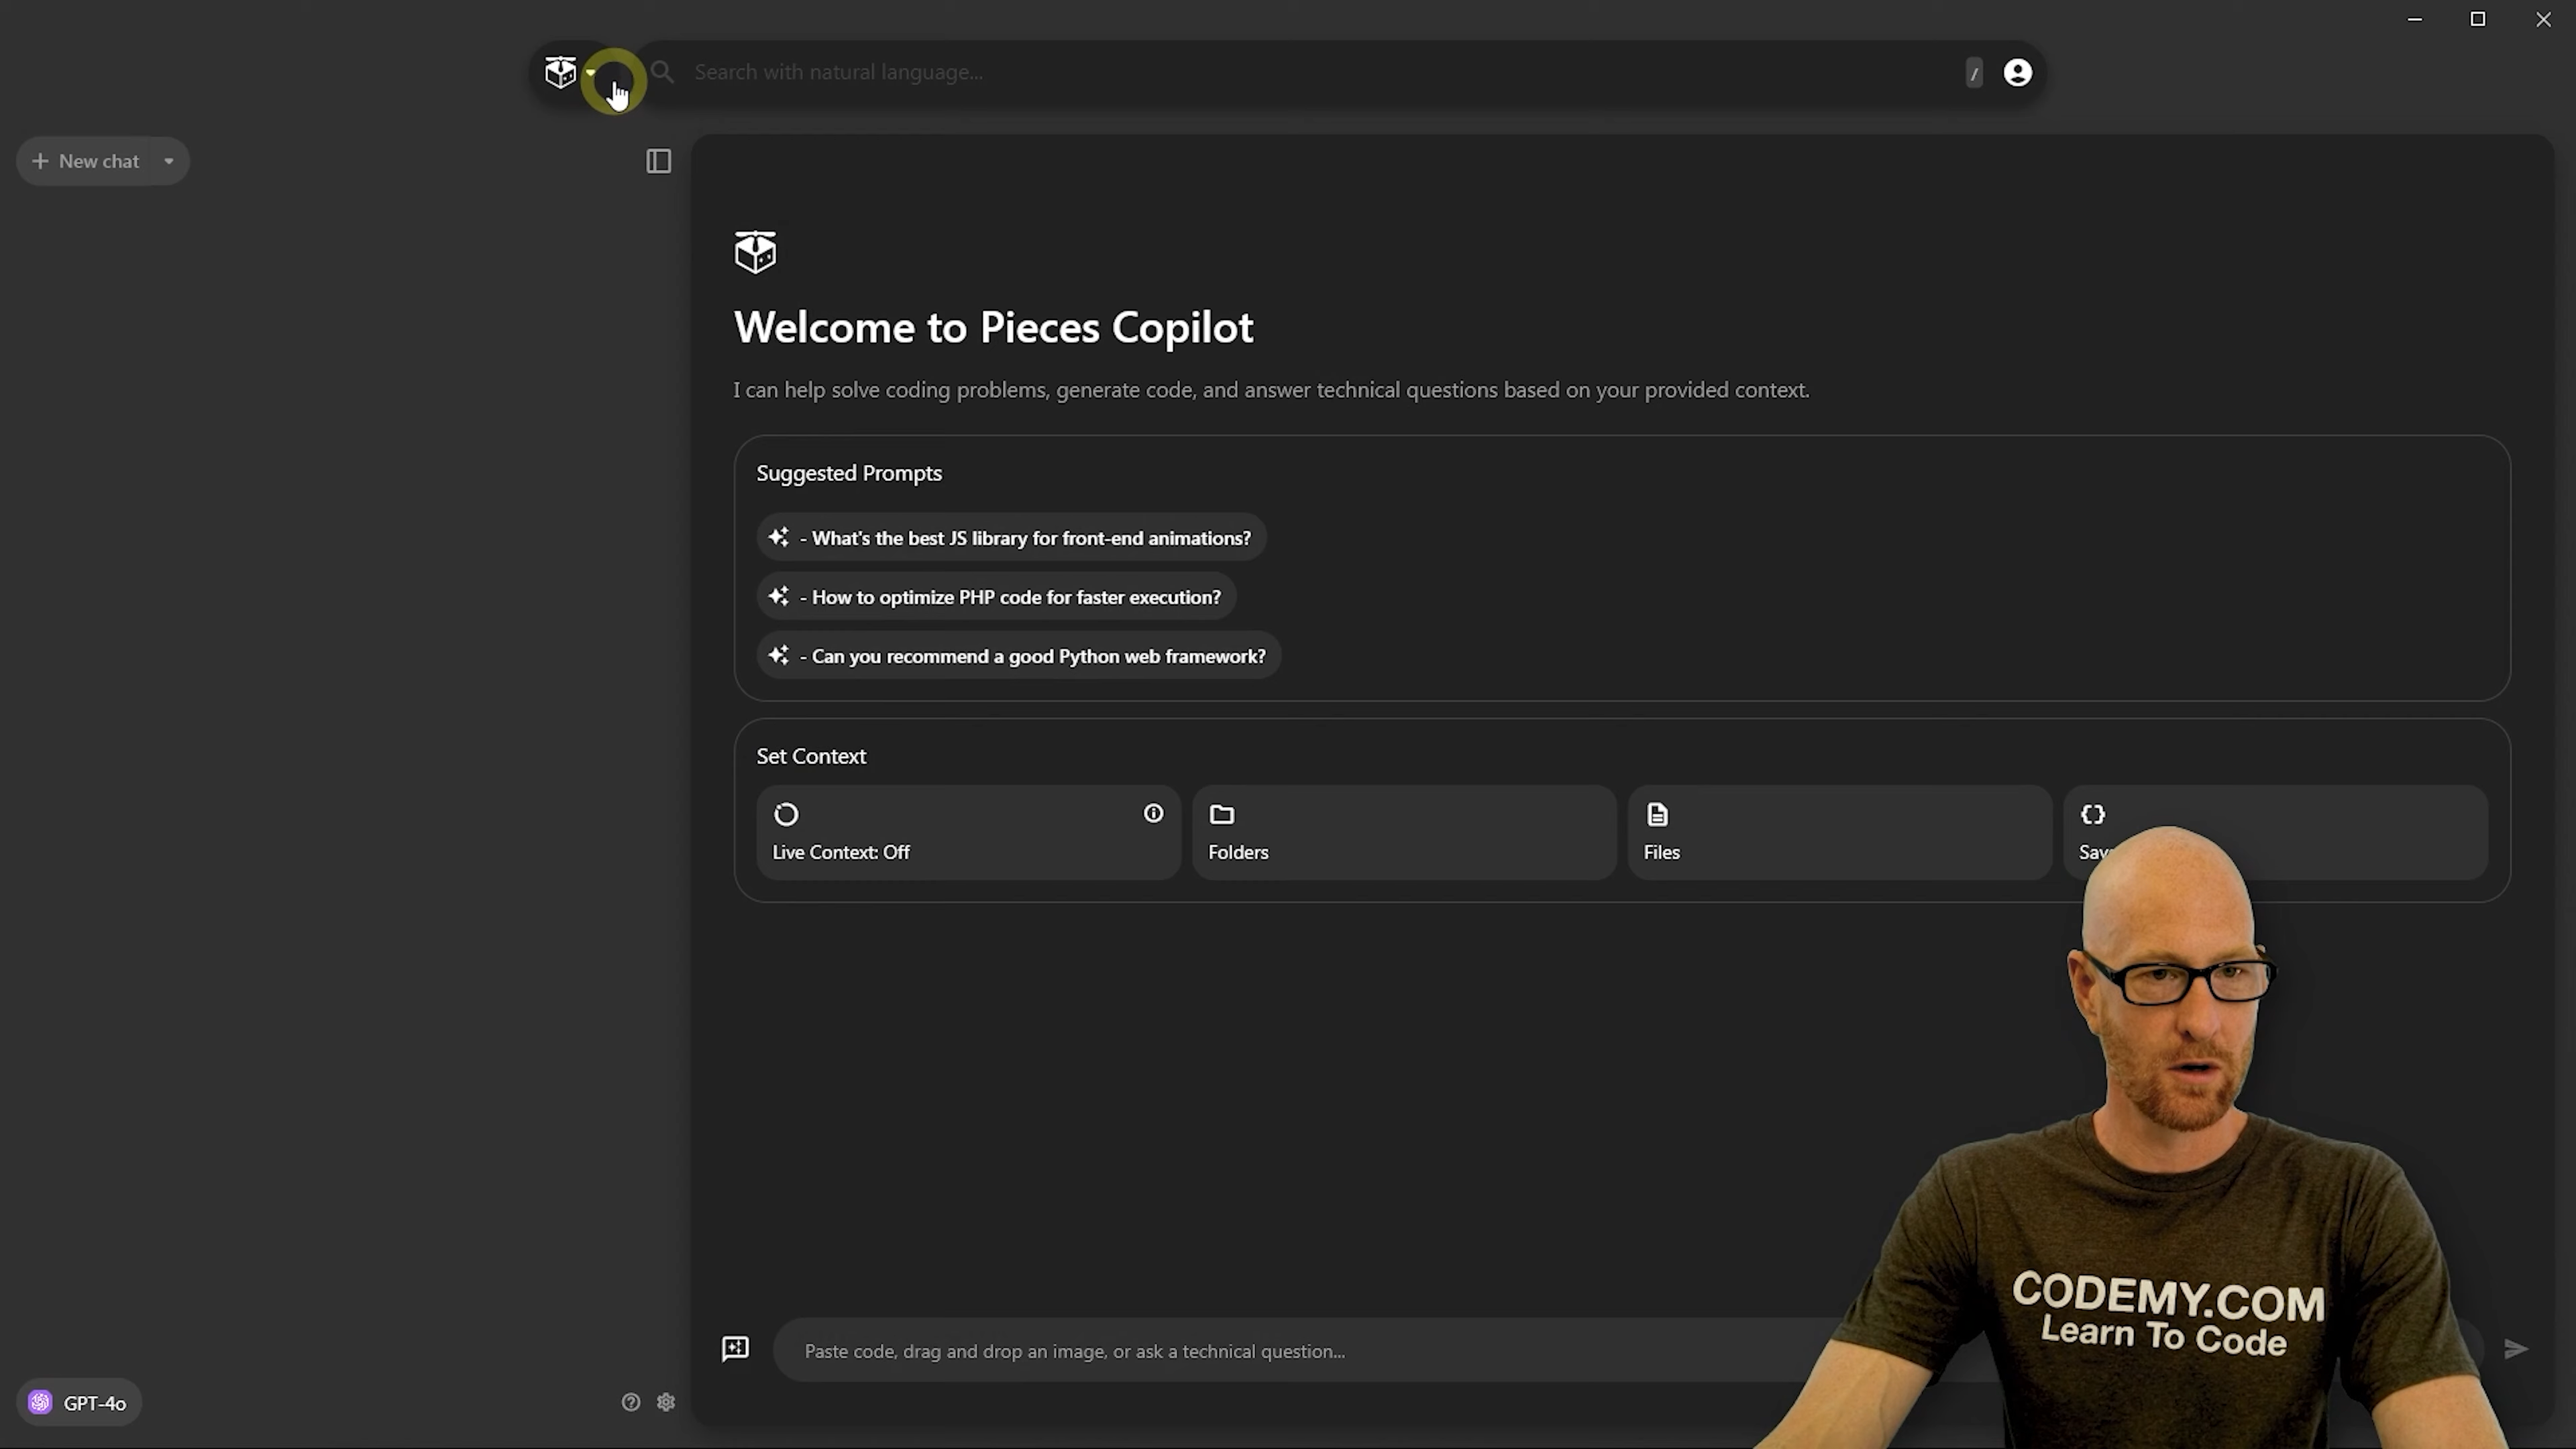 Search with natural language...
/
New chat
Welcome to Pieces Copilot
I can help solve coding problems, generate code, and answer technical questions based on your provided context.
Suggested Prompts
- What's the best JS library for front-end animations?
- How to optimize PHP code for faster execution?
- Can you recommend a good Python web framework?
Set Context
Live Context: Off
Folders
Files
Paste code, drag and drop an image, or ask a technical question...
GPT-4o
CODEMY.COM
Learn To Code